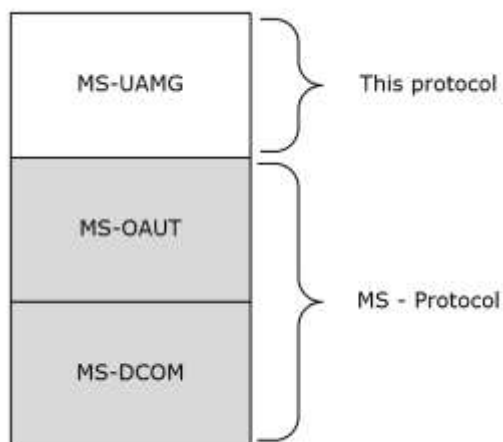 MS-UAMG
This protocol
MS-OAUT
MS - Protocol
MS-DCOM